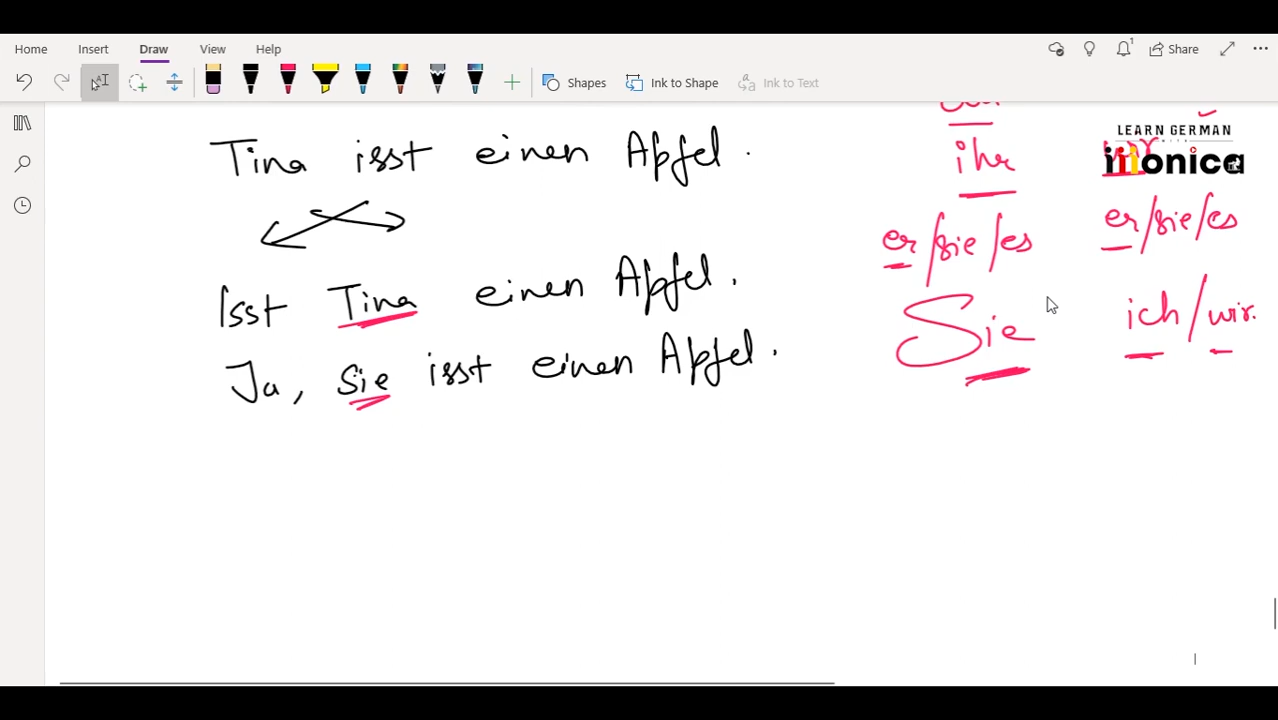 Home Insert Draw View Help
Share
Shapes Ink to Shape Ink to Text
LEARN GERMAN
monica
Tina isst einen Apfel.
ihr
er/sie/es er/sie/es
Isst Tina einen Apfel.
Sie ich/wir.
Ja, Sie isst einen Apfel.